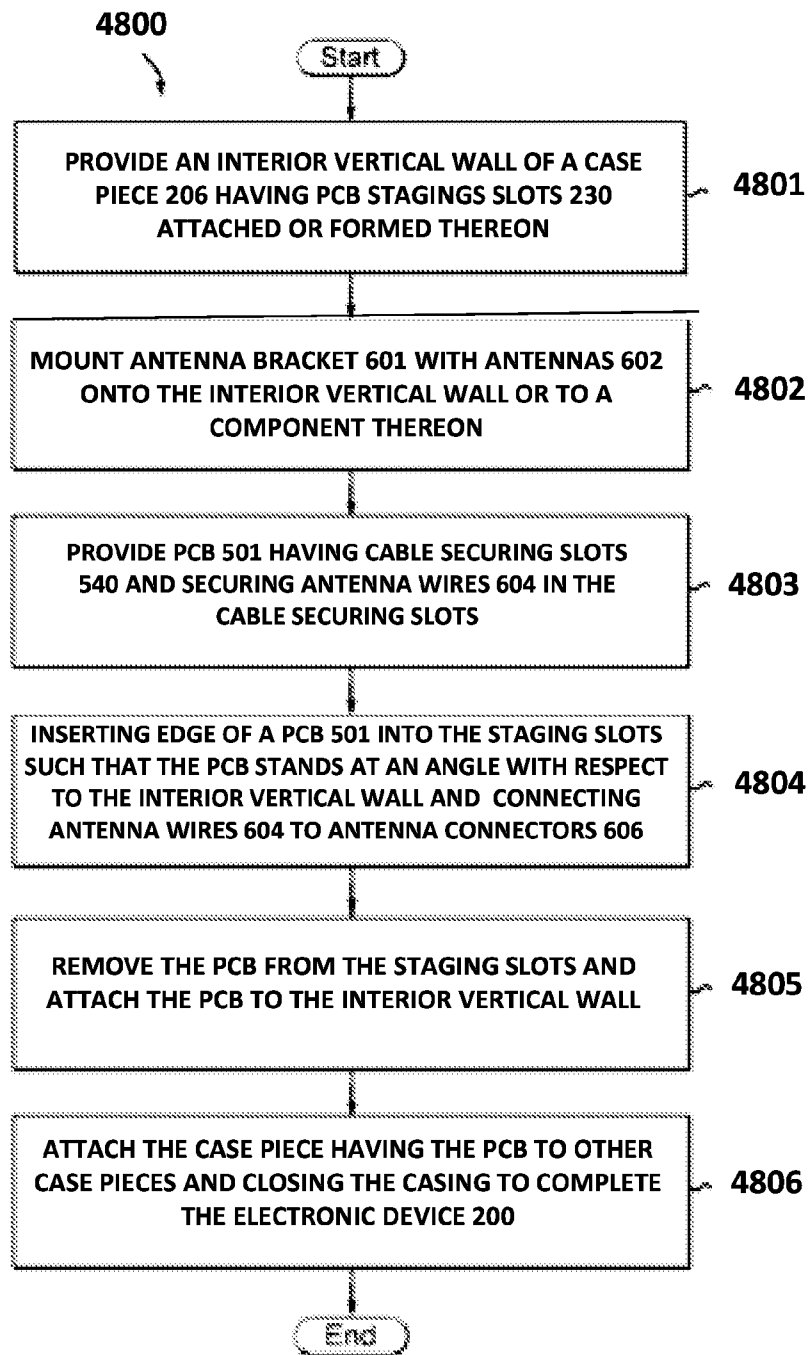 4800
Start
PROVIDE AN INTERIOR VERTICAL WALL OF A CASE
PIECE 206 HAVING PCB STAGINGS SLOTS 230
ATTACHED OR FORMED THEREON
4801
MOUNT ANTENNA BRACKET 601 WITH ANTENNAS 602
ONTO THE INTERIOR VERTICAL WALL OR TO A
COMPONENT THEREON
4802
PROVIDE PCB 501 HAVING CABLE SECURING SLOTS
540 AND SECURING ANTENNA WIRES 604 IN THE
CABLE SECURING SLOTS
4803
INSERTING EDGE OF A PCB 501 INTO THE STAGING SLOTS
SUCH THAT THE PCB STANDS AT AN ANGLE WITH RESPECT
TO THE INTERIOR VERTICAL WALL AND CONNECTING
ANTENNA WIRES 604 TO ANTENNA CONNECTORS 606
4804
REMOVE THE PCB FROM THE STAGING SLOTS AND
ATTACH THE PCB TO THE INTERIOR VERTICAL WALL
4805
ATTACH THE CASE PIECE HAVING THE PCB TO OTHER
CASE PIECES AND CLOSING THE CASING TO COMPLETE
THE ELECTRONIC DEVICE 200
4806
End